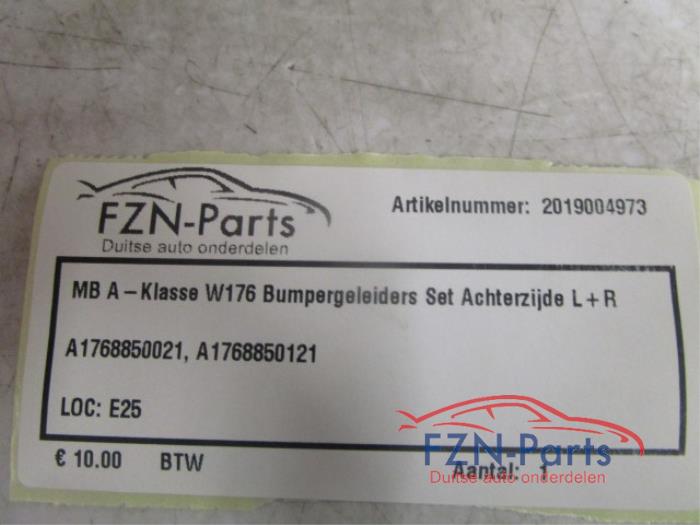 FZN-Parts
Duitse auto onderdelen
Artikelnummer: 2019004973
MB A-Klasse W176 Bumpergeleiders Set Achterzijde L+R
A1768850021, A1768850121
LOC: E25
€ 10.00 BTW
Aantal: 1
FZN-Parts
Duitse auto onderdelen